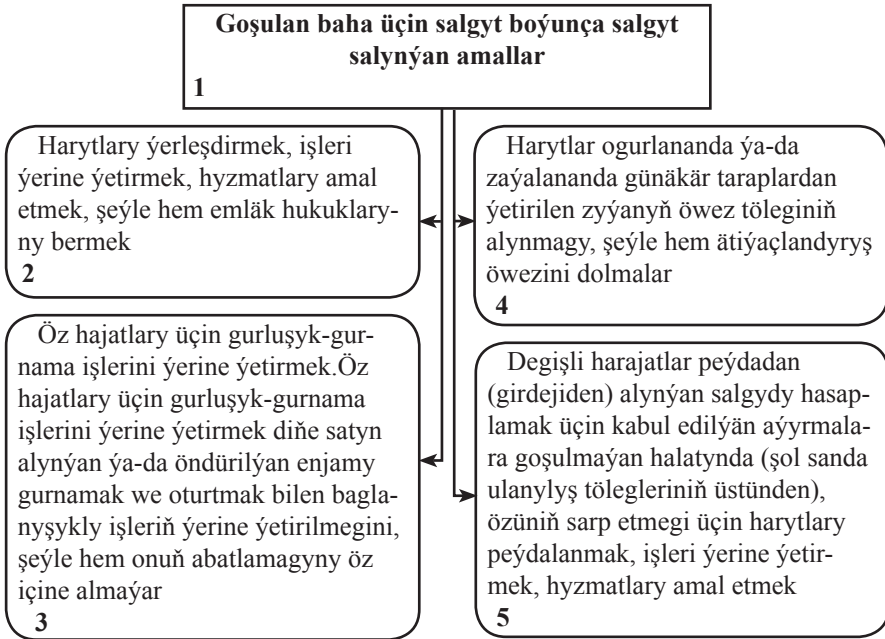 Goşulan baha üçin salgyt boýunça salgyt
salynýan amallar
1
Harytlary ýerleşdirmek, işleri
ýerine ýetirmek, hyzmatlary amal
etmek, şeýle hem emläk hukuklary-
ny bermek
2
Öz hajatlary üçin gurluşyk-gur-
nama işlerini ýerine ýetirmek.Öz
hajatlary üçin gurluşyk-gurnama
işlerini ýerine ýetirmek diňe satyn
alynýan ýa-da öndürilýan enjamy
gurnamak we oturtmak bilen bagla-
nyşykly işleriň ýerine ýetirilmegini,
şeýle hem onuň abatlamagyny öz
içine almaýar
3
Harytlar ogurlananda ýa-da
zaýalananda günäkär taraplardan
ýetirilen zyýanyň öwez töleginiň
alynmagy, şeýle hem ätiýaçlandyryş
öwezini dolmalar
4
Degişli harajatlar peýdadan
(girdejiden) alynýan salgydy hasap-
lamak üçin kabul edilýän aýyrmala-
ra goşulmaýan halatynda (şol sanda
ulanylyş tölegleriniň üstünden),
özüniň sarp etmegi üçin harytlary
peýdalanmak, işleri ýerine ýetir-
mek, hyzmatlary amal etmek
5